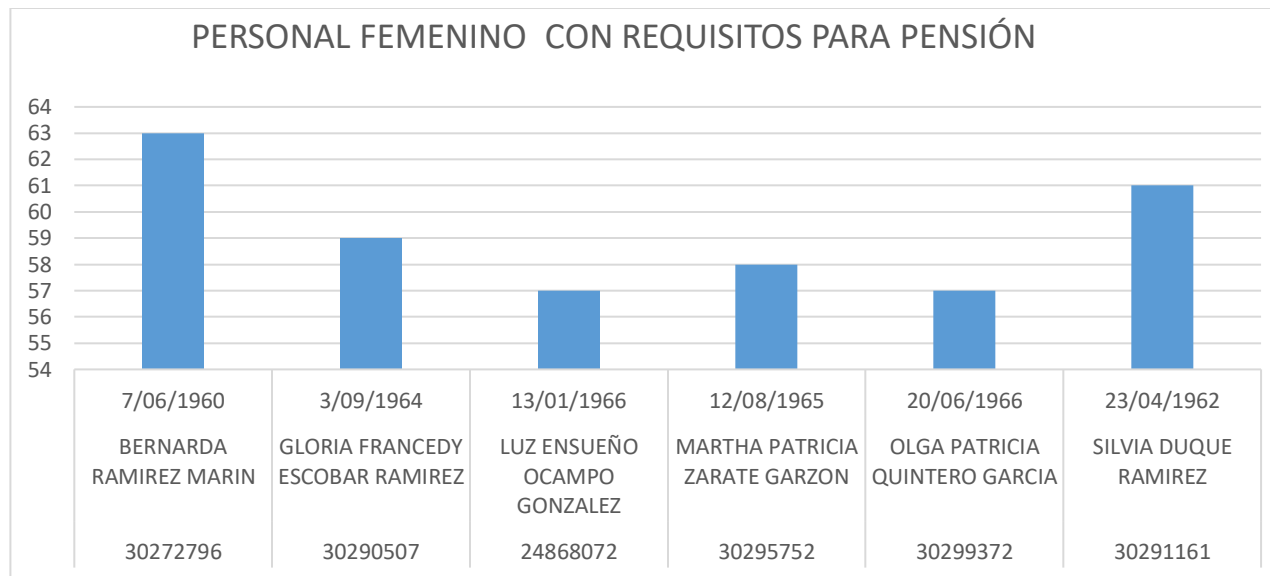 PERSONAL FEMENINO CON REQUISITOS PARA PENSIÓN
64
63
62
61
60
59
58
57
56
55
54
7/06/1960 3/09/1964 13/01/1966 12/08/1965 20/06/1966 23/04/1962
BERNARDA RAMIREZ MARIN
GLORIA FRANCEDY ESCOBAR RAMIREZ
LUZ ENSUEÑO OCAMPO GONZALEZ
MARTHA PATRICIA ZARATE GARZON
OLGA PATRICIA QUINTERO GARCIA
SILVIA DUQUE RAMIREZ
30272796 30290507 24868072 30295752 30299372 30291161